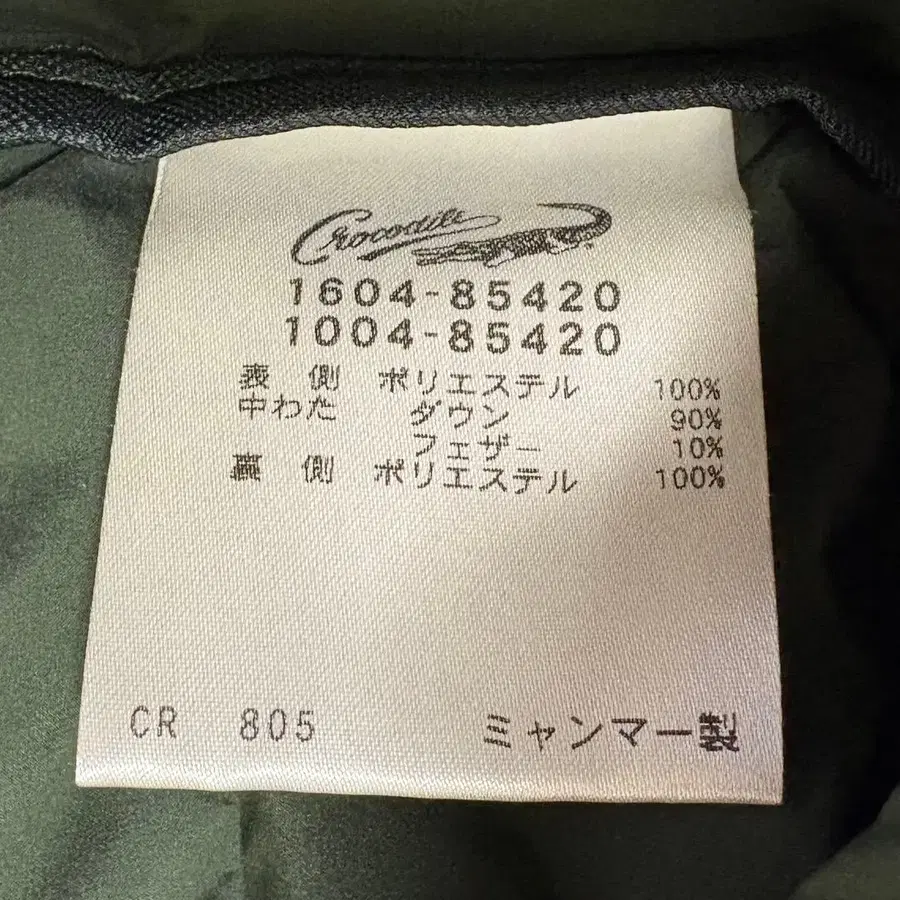 Crocodile
1604-85420
1004-85420
表 側 ポリエステル 100%
中わた ダウン 90%
フェザー 10%
裏 側 ポリエステル 100%
CR 805 ミャンマー製